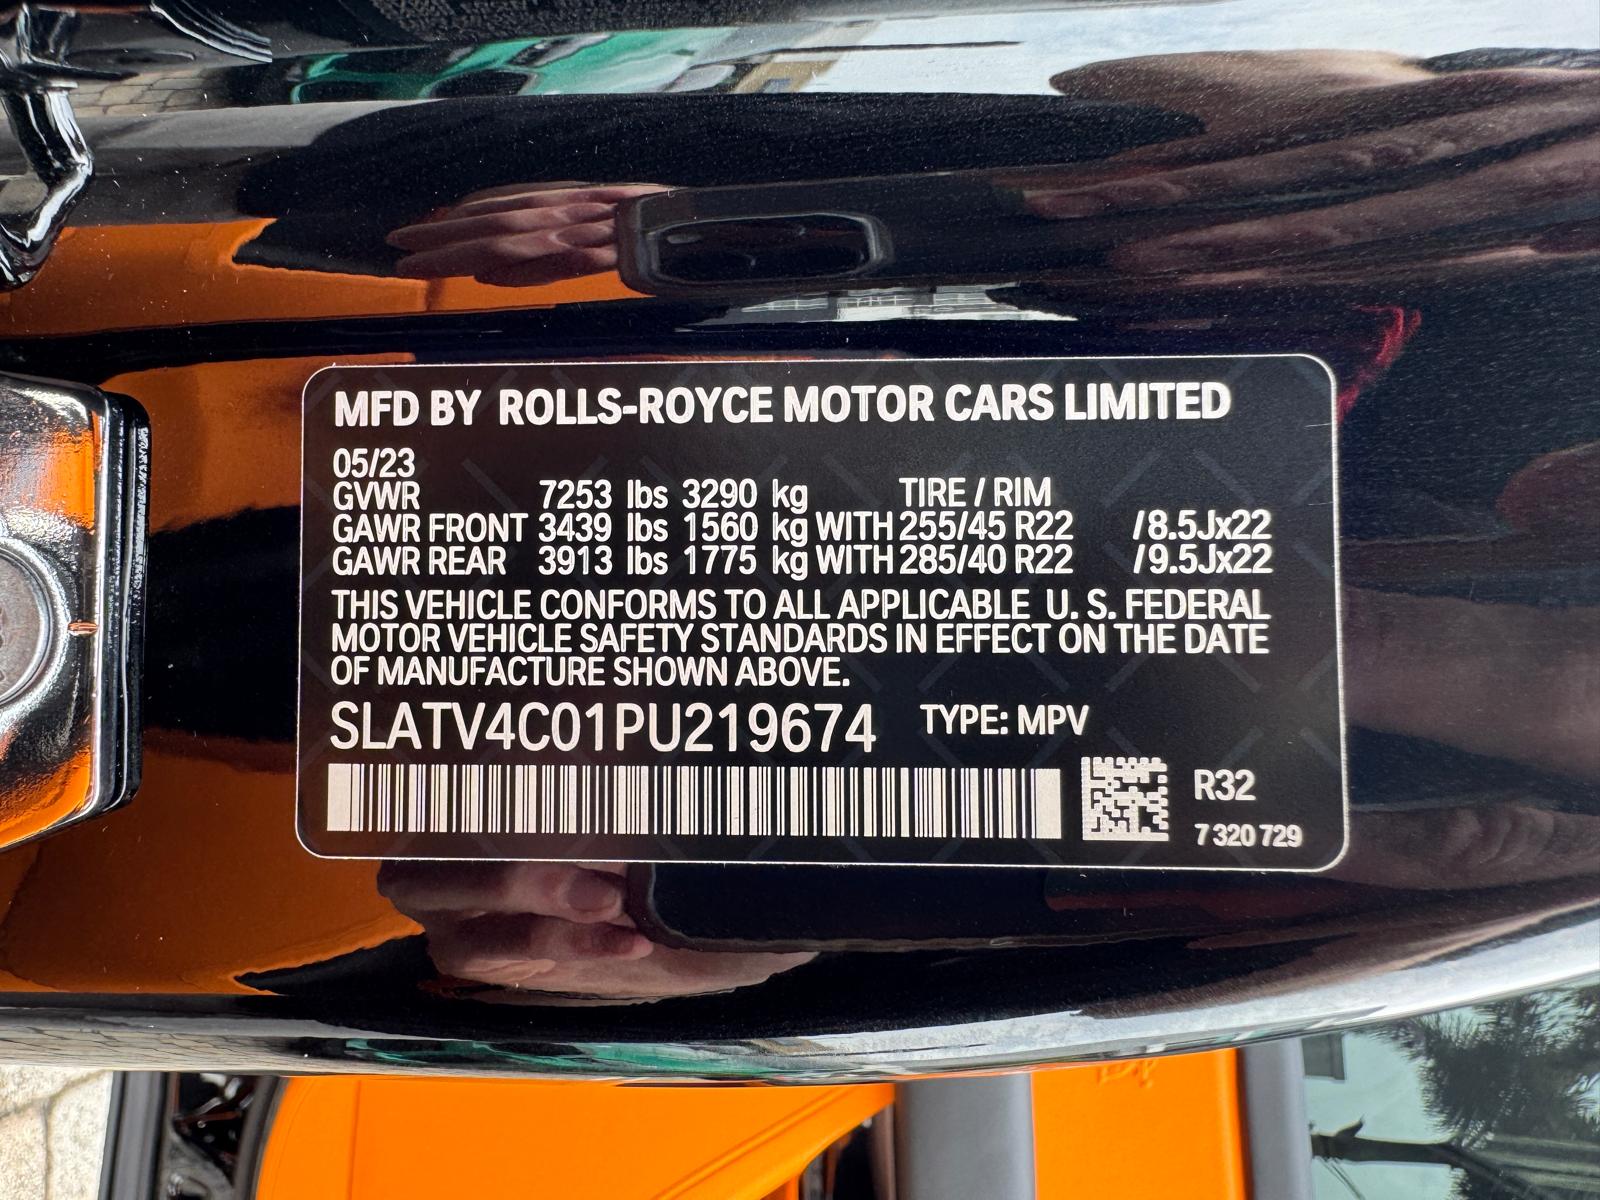 MFD BY ROLLS-ROYCE MOTOR CARS LIMITED
05/23
GVWR 7253 lbs 3290 kg TIRE / RIM
GAWR FRONT 3439 lbs 1560 kg WITH 255/45 R22 /8.5Jx22
GAWR REAR 3913 lbs 1775 kg WITH 285/40 R22 /9.5Jx22
THIS VEHICLE CONFORMS TO ALL APPLICABLE U. S. FEDERAL
MOTOR VEHICLE SAFETY STANDARDS IN EFFECT ON THE DATE
OF MANUFACTURE SHOWN ABOVE.
SLATV4C01PU219674 TYPE: MPV
R32
7 320 729